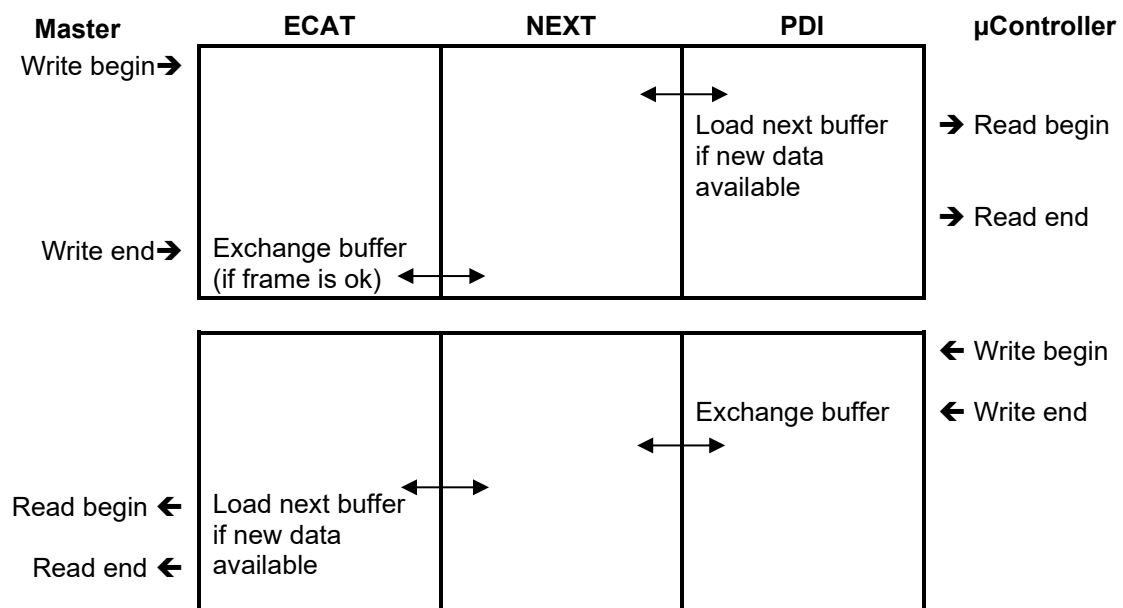 Master ECAT NEXT PDI µController
Write begin➔
Load next buffer
if new data
available
➔ Read begin
➔ Read end
Write end➔
Exchange buffer
(if frame is ok)
🡰 Write begin
Exchange buffer
🡰 Write end
Read begin 🡰
Load next buffer
if new data
available
Read end 🡰